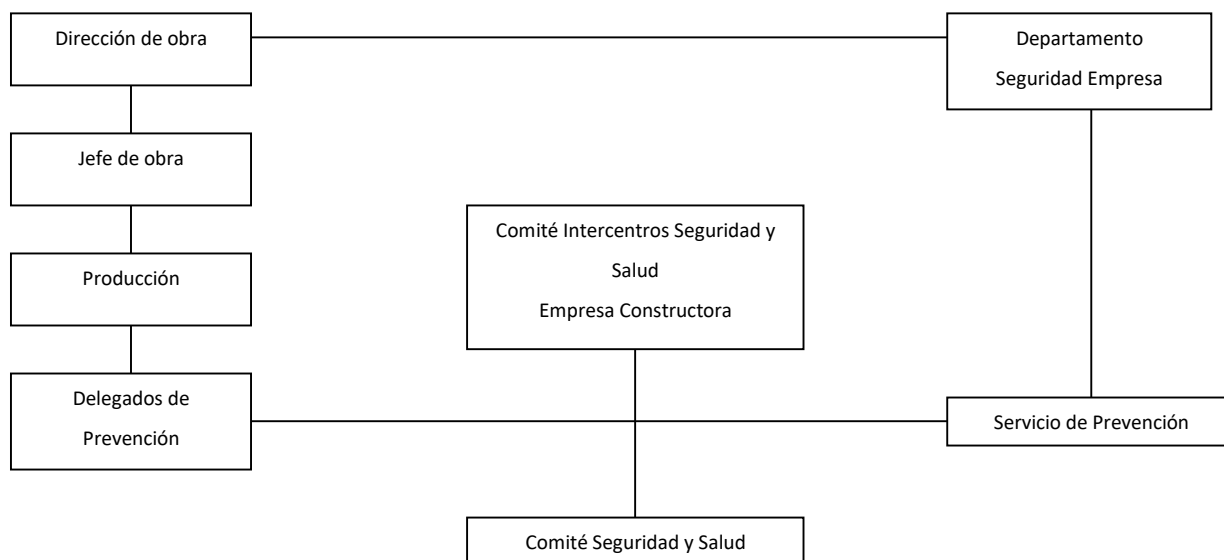 Dirección de obra
Departamento
Seguridad Empresa
Jefe de obra
Comité Intercentros Seguridad y
Salud
Empresa Constructora
Producción
Delegados de
Prevención
Servicio de Prevención
Comité Seguridad y Salud